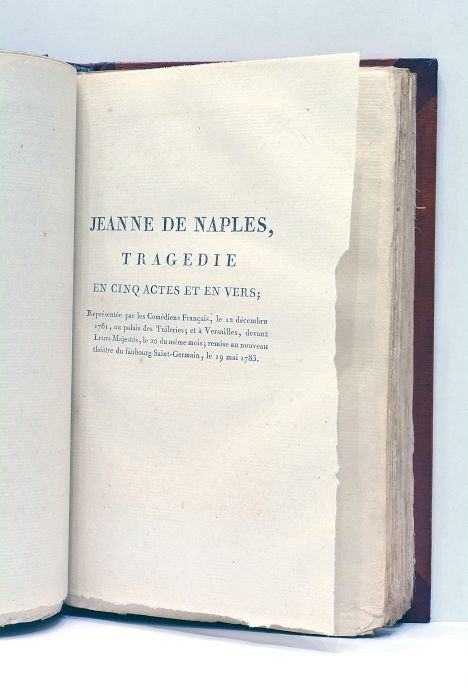 JEANNE DE NAPLES,
TRAGEDIE
EN CINQ ACTES ET EN VERS;
Représentée par les Comédiens Français, le 12 décembre
1781, au palais des Tuileries; et à Versailles, devant
Leurs Majestés, le 20 du même mois; remise au nouveau
théâtre du faubourg Saint-Germain, le 19 mai 1783.